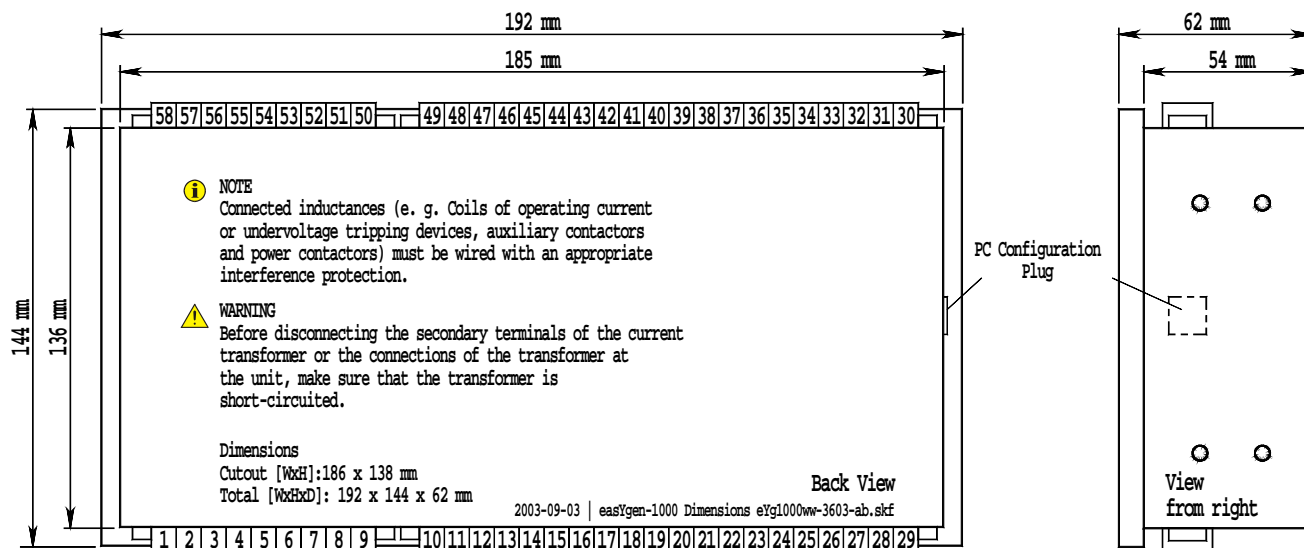 192 mm
62 mm
185 mm
54 mm
58 57 56 55 54 53 52 51 50
49 48 47 46 45 44 43 42 41 40 39 38 37 36 35 34 33 32 31 30
144 mm
136 mm
i NOTE
Connected inductances (e. g. Coils of operating current
or undervoltage tripping devices, auxiliary contactors
and power contactors) must be wired with an appropriate
interference protection.
! WARNING
Before disconnecting the secondary terminals of the current
transformer or the connections of the transformer at
the unit, make sure that the transformer is
short-circuited.
Dimensions
Cutout [WxH]:186 x 138 mm
Total [WxHxD]: 192 x 144 x 62 mm
Back View
2003-09-03 | easYgen-1000 Dimensions eYg1000ww-3603-ab.skf
PC Configuration
Plug
View
from right
1 2 3 4 5 6 7 8 9
10 11 12 13 14 15 16 17 18 19 20 21 22 23 24 25 26 27 28 29